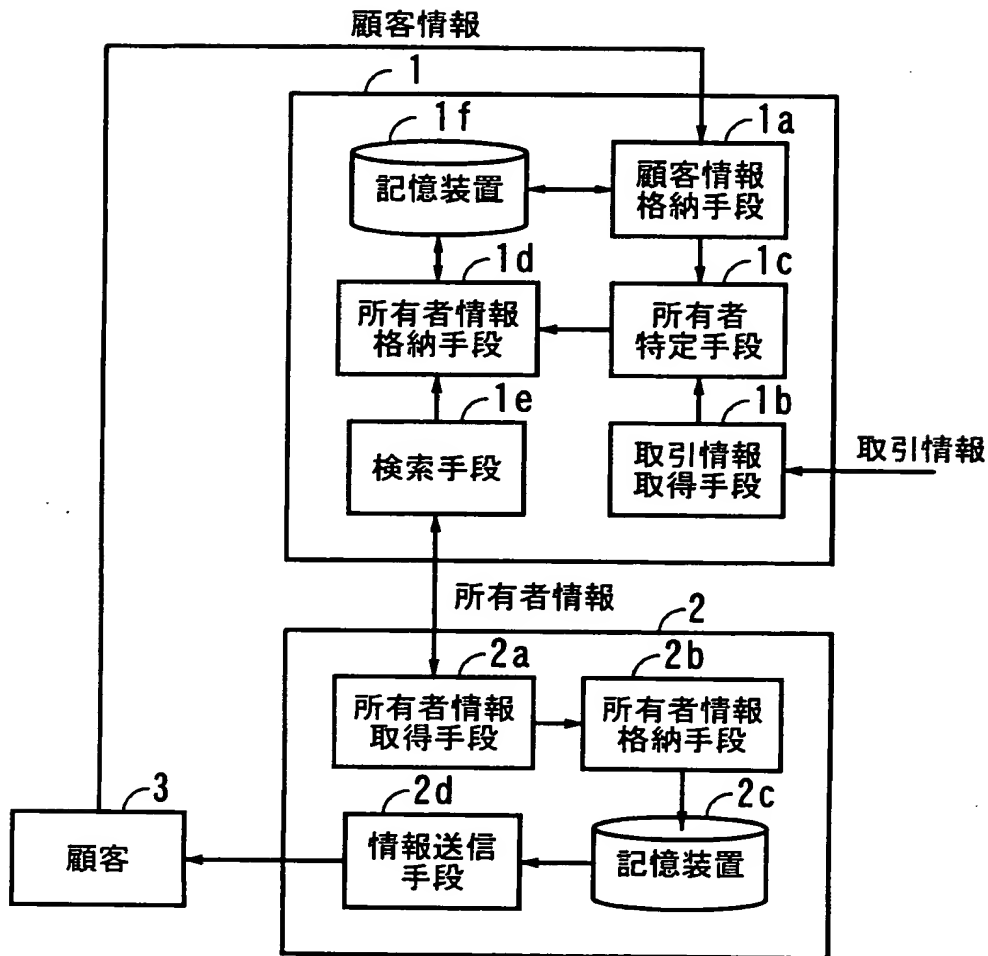 顧客情報
1
1f
1a
記憶装置
顧客情報
格納手段
1d
1c
所有者情報
格納手段
所有者
特定手段
1e
1b
検索手段
取引情報
取得手段
取引情報
所有者情報
2
2a
2b
所有者情報
取得手段
所有者情報
格納手段
3
2d
2c
顧客
情報送信
手段
記憶装置